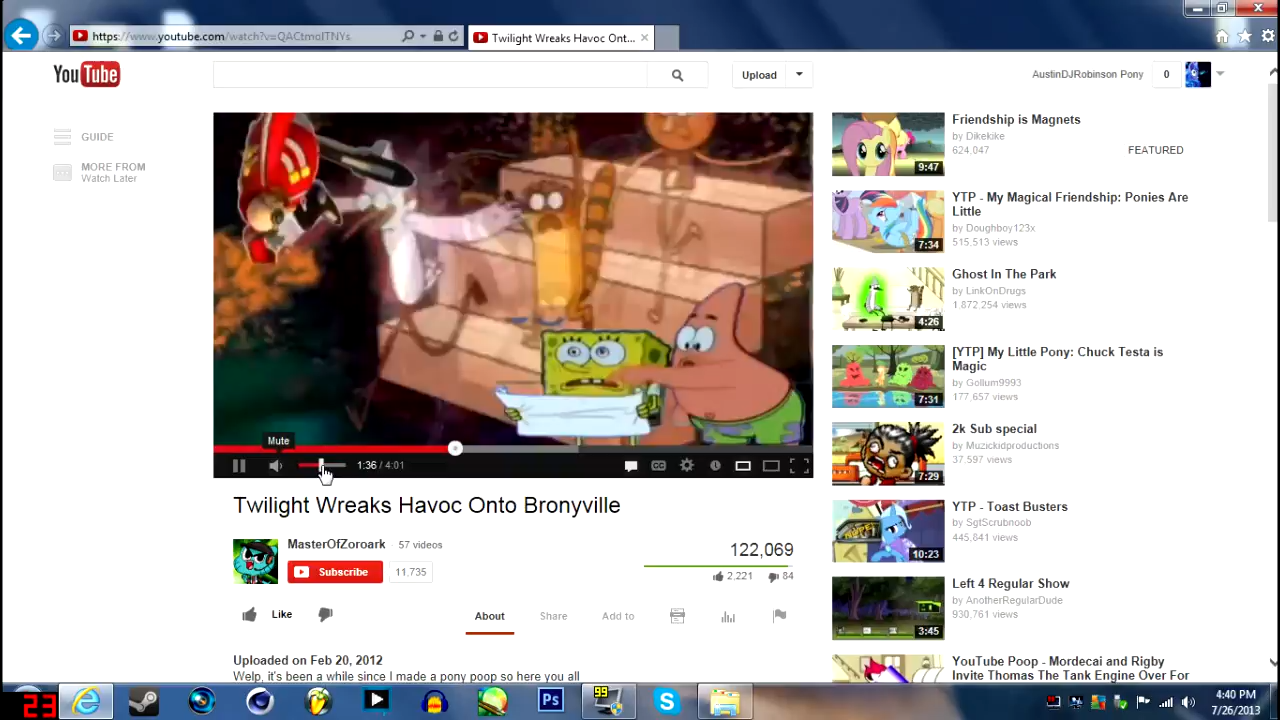 https://www.youtube.com/watch?v=QACtmqITNYs
Twilight Wreaks Havoc Ont...
YouTube
Upload
AustinDJRobinson Pony
0
GUIDE
MORE FROM
Watch Later
Mute
1:36 / 4:01
CC
Twilight Wreaks Havoc Onto Bronyville
MasterOfZoroark 57 videos
Subscribe 11,735
122,069
2,221 84
Like
About
Share
Add to
Uploaded on Feb 20, 2012
Welp, it's been a while since I made a pony poop so here you all
Friendship is Magnets
by Dikekike
624,047
FEATURED
9:47
YTP - My Magical Friendship: Ponies Are
Little
by Doughboy123x
515,513 views
7:34
Ghost In The Park
by LinkOnDrugs
1,872,254 views
4:26
[YTP] My Little Pony: Chuck Testa is
Magic
by Gollum9993
177,657 views
7:31
2k Sub special
by Muzickidproductions
37,597 views
7:29
YTP - Toast Busters
by SgtScrubnoob
445,841 views
10:23
Left 4 Regular Show
by AnotherRegularDude
930,761 views
3:45
YouTube Poop - Mordecai and Rigby
Invite Thomas The Tank Engine Over For
23
Ps
99
4:40 PM
7/26/2013